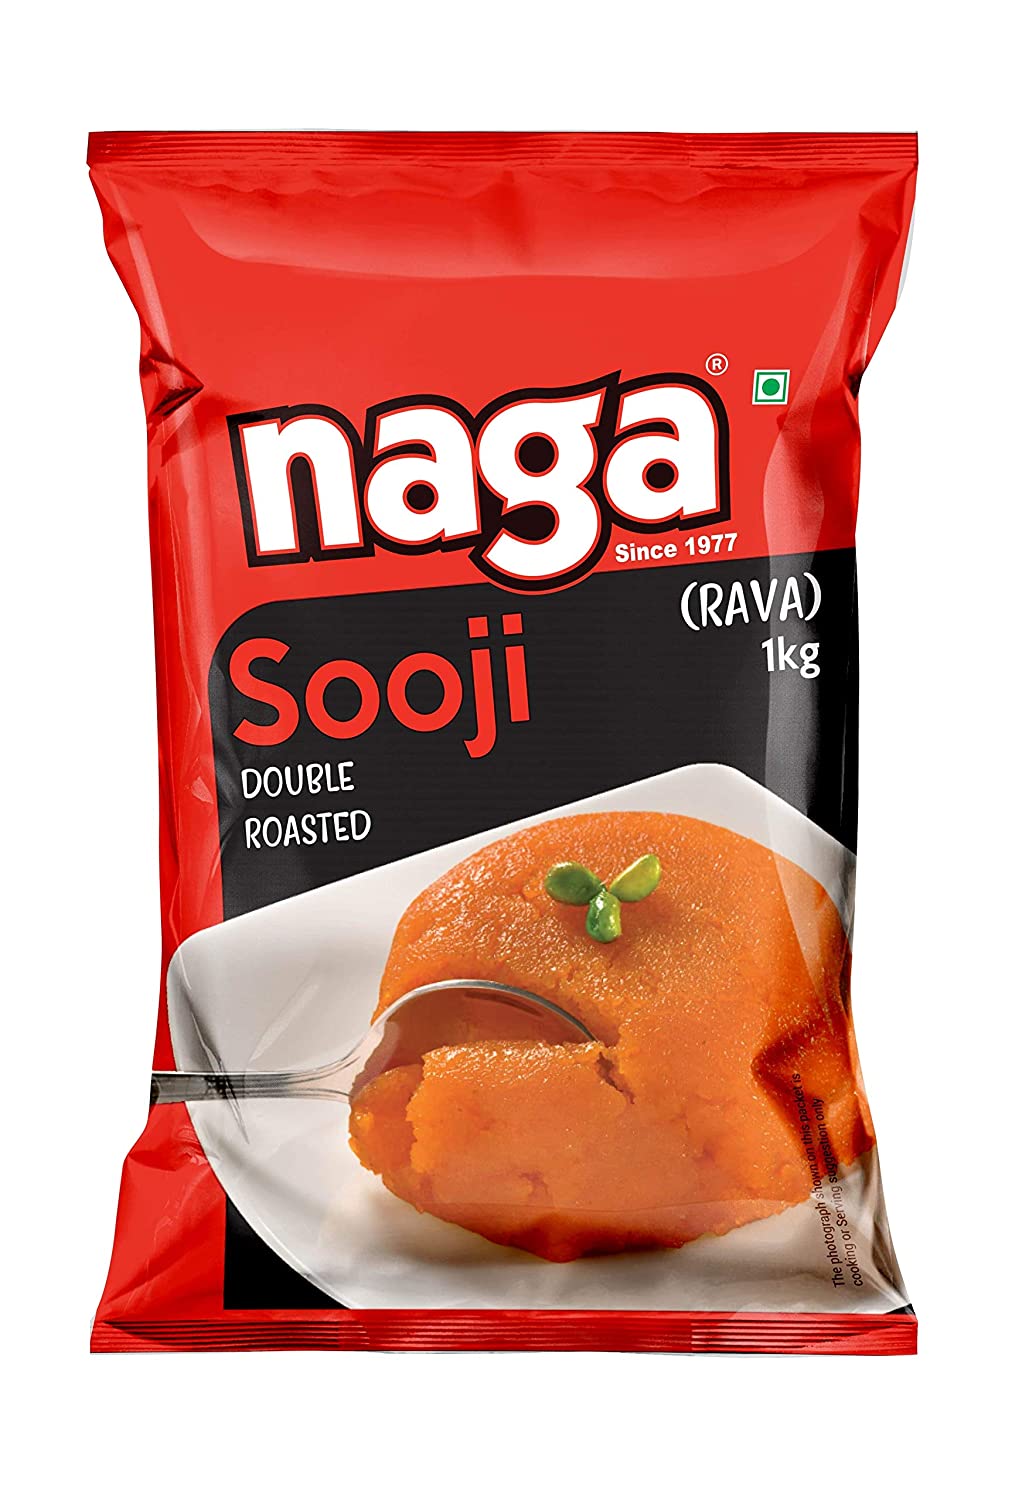 naga®
Since 1977
(RAVA)
1kg
Sooji
DOUBLE
ROASTED
The photograph shown on this packet is
cooking or Serving suggestion only